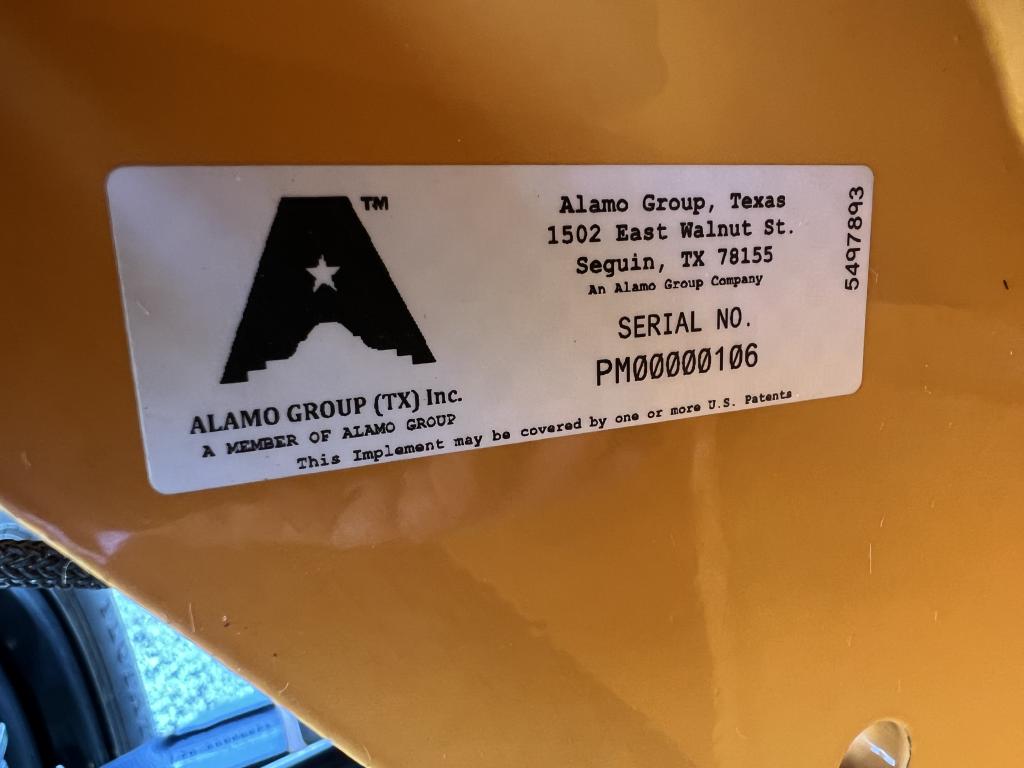 TM
ALAMO GROUP (TX) Inc.
A MEMBER OF ALAMO GROUP
Alamo Group, Texas
1502 East Walnut St.
Seguin, TX 78155
An Alamo Group Company
SERIAL NO.
PM00000106
This Implement may be covered by one or more U.S. Patents
5497893